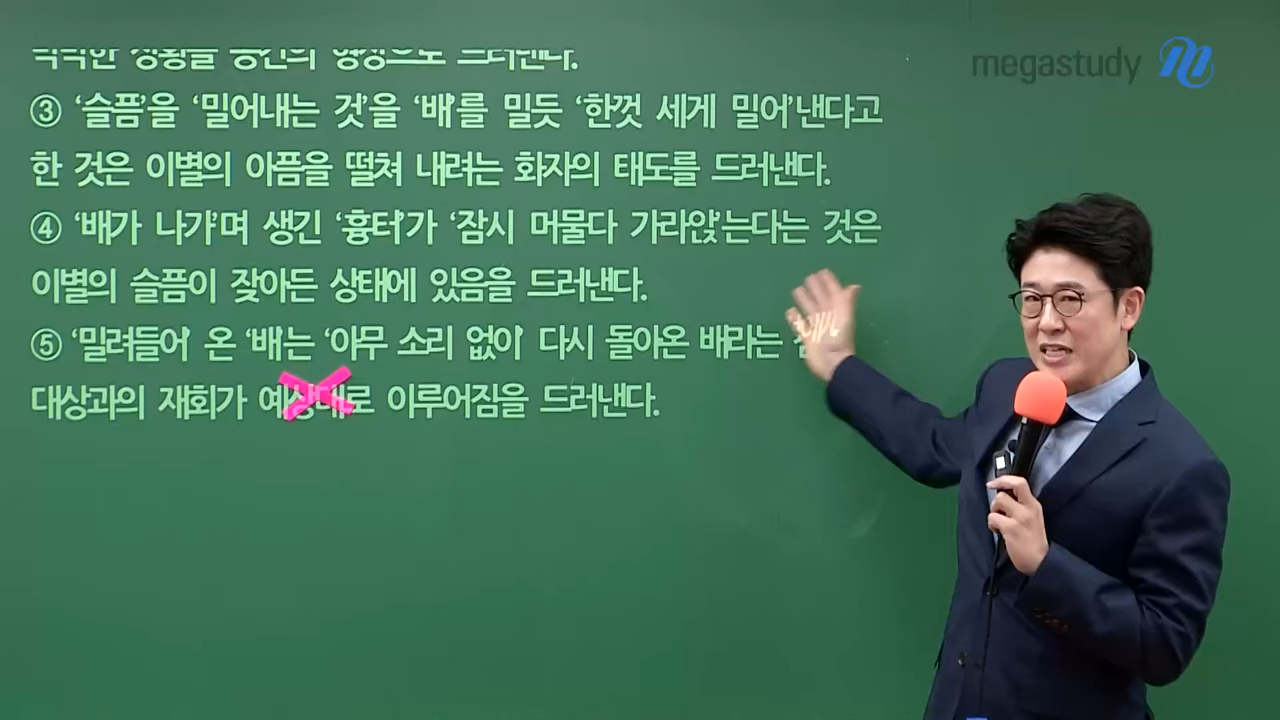 megastudy
③ '슬픔'을 '밀어내는 것'을 '배'를 밀듯 '한껏 세게 밀어'낸다고
한 것은 이별의 아픔을 떨쳐 내려는 화자의 태도를 드러낸다.
④ '배가 나가'며 생긴 '흉터'가 '잠시 머물다 가라앉'는다는 것은
이별의 슬픔이 잦아든 상태에 있음을 드러낸다.
⑤ '밀려들어' 온 '배'는 '아무 소리 없이' 다시 돌아온 배라는
대상과의 재회가 예상대로 이루어짐을 드러낸다.